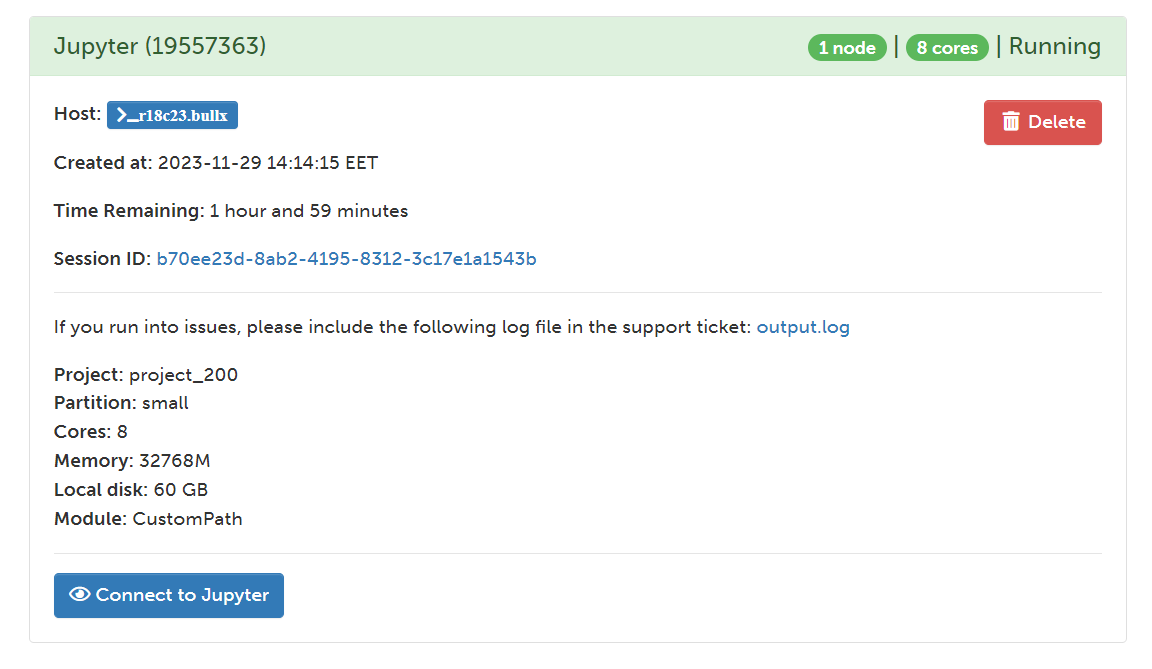 Jupyter (19557363) 1 node | 8 cores | Running
Host: >_r18c23.bullx Delete
Created at: 2023-11-29 14:14:15 EET
Time Remaining: 1 hour and 59 minutes
Session ID: b70ee23d-8ab2-4195-8312-3c17e1a1543b
If you run into issues, please include the following log file in the support ticket: output.log
Project: project_200
Partition: small
Cores: 8
Memory: 32768M
Local disk: 60 GB
Module: CustomPath
Connect to Jupyter